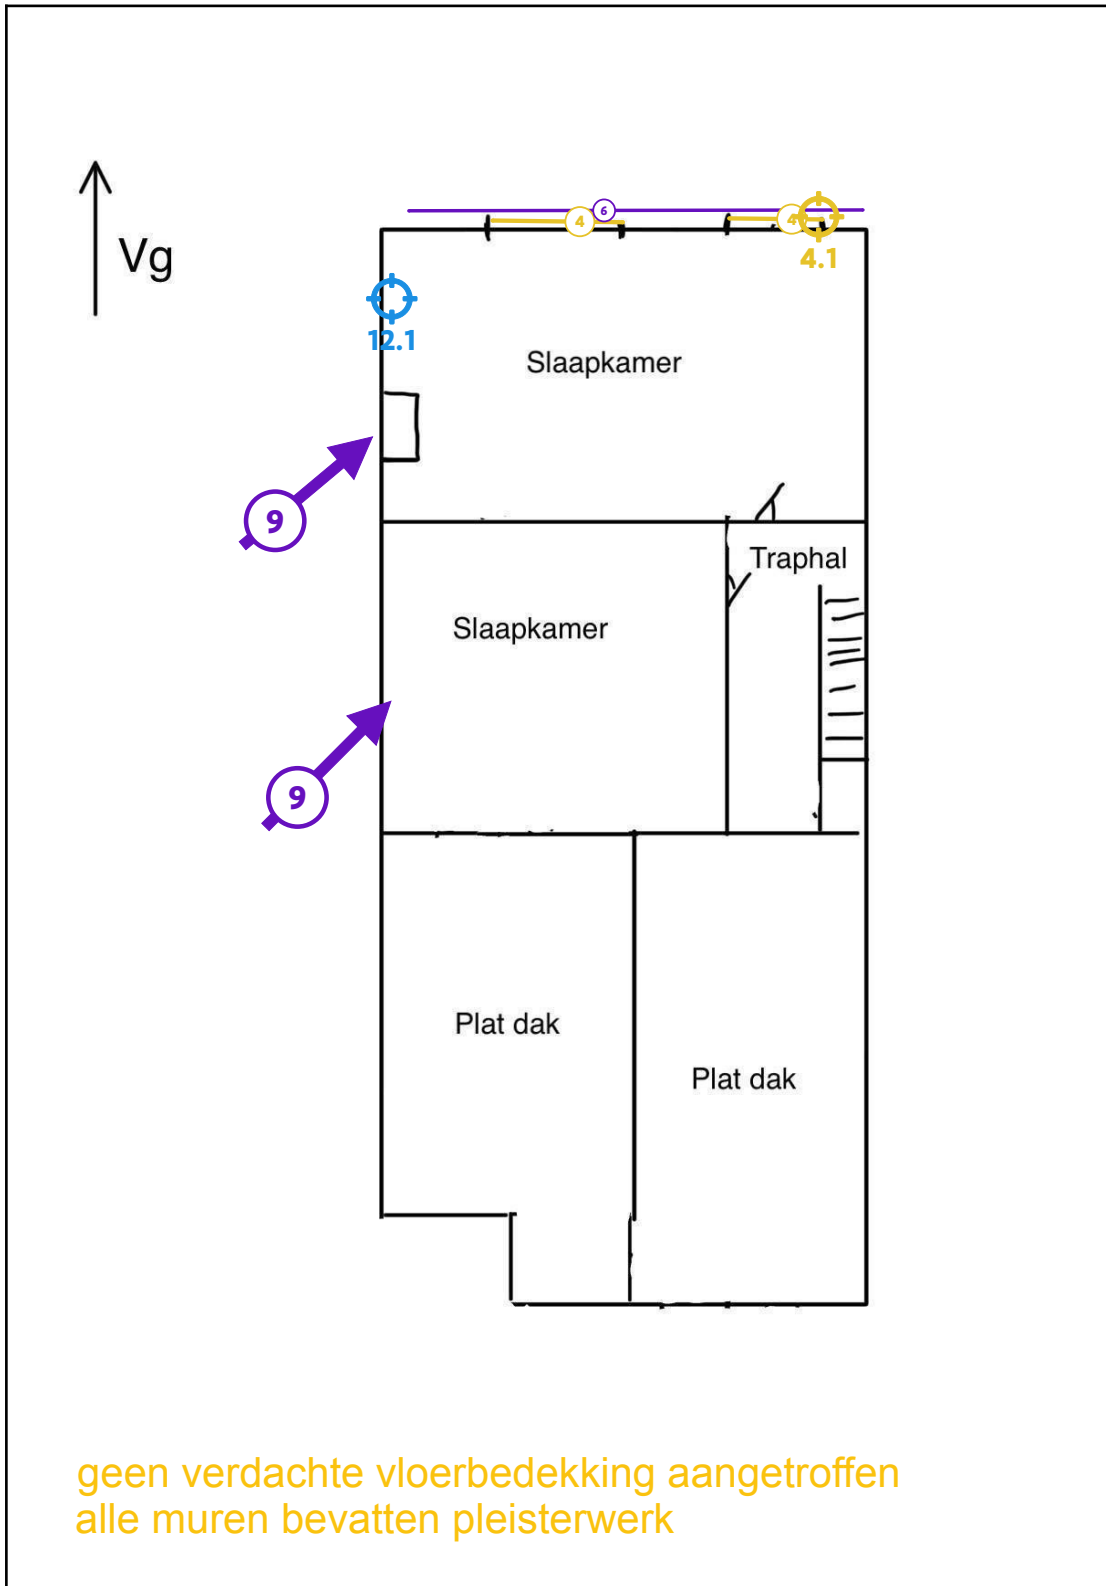 6
4
4
Vg
4.1
12.1
Slaapkamer
9
Traphal
Slaapkamer
9
Plat dak
Plat dak
geen verdachte vloerbedekking aangetroffen
alle muren bevatten pleisterwerk